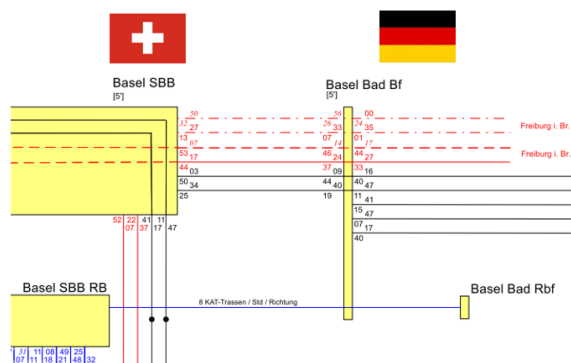 Basel SBB
[5']
Basel Bad Bf
[5']
50 56 00
32 27 26 33 24 35 Freiburg i. Br.
13 07 01
67 14 17
53 17 46 24 44 27 Freiburg i. Br.
44 03 37 09 33 16
50 34 44 40 40 47
25 19 11 41
15 47
07 17
40
52 22 41 11
07 37 17 47
Basel SBB RB
8 KAT-Trassen / Std / Richtung
Basel Bad Rbf
31 11 08 49 25
07 11 18 21 48 32